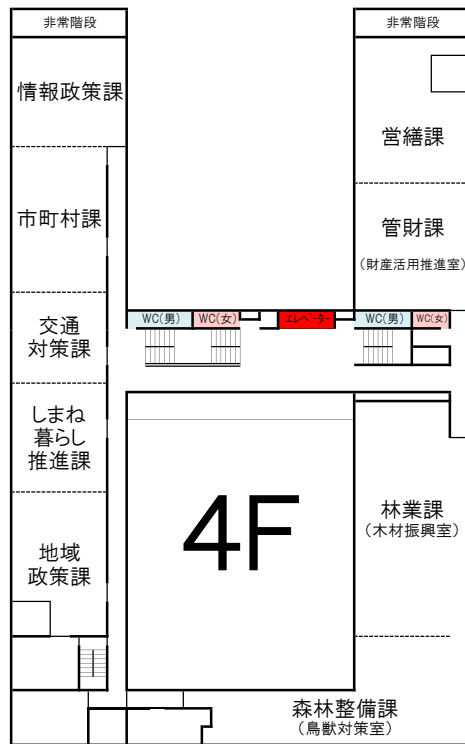 非常階段
情報政策課
市町村課
交通
対策課
しまね
暮らし
推進課
地域
政策課
WC(男)
WC(女)
エレベーター
4F
非常階段
営繕課
管財課
(財産活用推進室)
WC(男)
WC(女)
林業課
(木材振興室)
森林整備課
(鳥獣対策室)